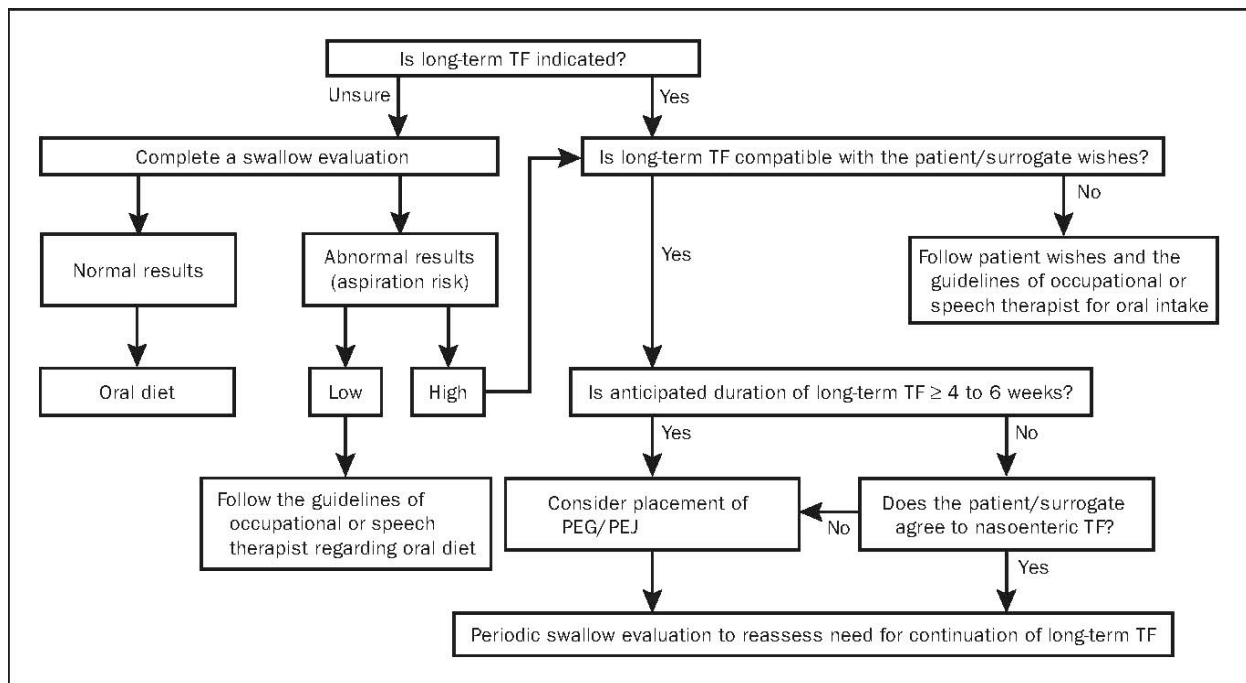 Is long-term TF indicated?
Unsure
Yes
Complete a swallow evaluation
Is long-term TF compatible with the patient/surrogate wishes?
No
Normal results
Abnormal results
(aspiration risk)
Yes
Follow patient wishes and the
guidelines of occupational or
speech therapist for oral intake
Oral diet
Low
High
Is anticipated duration of long-term TF ≥ 4 to 6 weeks?
Yes
No
Follow the guidelines of
occupational or speech
therapist regarding oral diet
Consider placement of
PEG/PEJ
No
Does the patient/surrogate
agree to nasoenteric TF?
Yes
Periodic swallow evaluation to reassess need for continuation of long-term TF